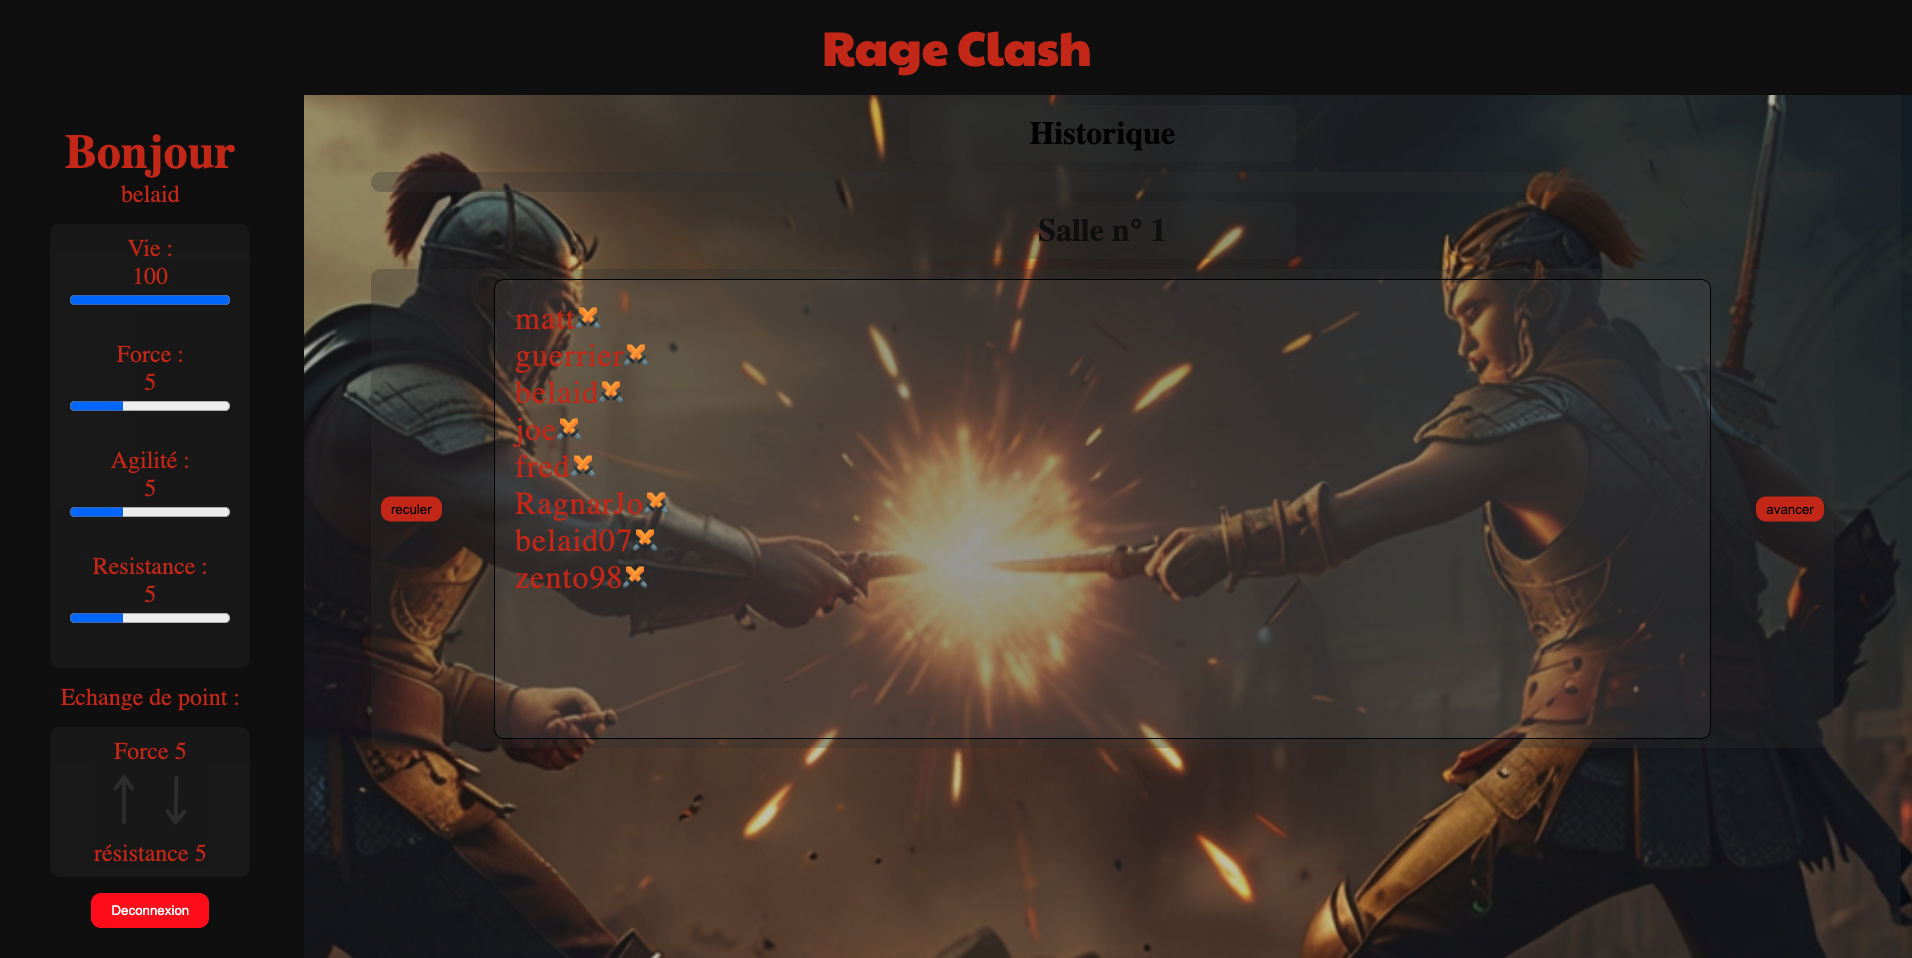 Rage Clash
Bonjour
belaid
Vie :
100
Force :
5
Agilité :
5
Resistance :
5
Echange de point :
Force 5
résistance 5
Deconnexion
Historique
Salle n° 1
reculer
matt
guerrier
belaid
joe
fred
RagnarJo
belaid07
zento98
avancer